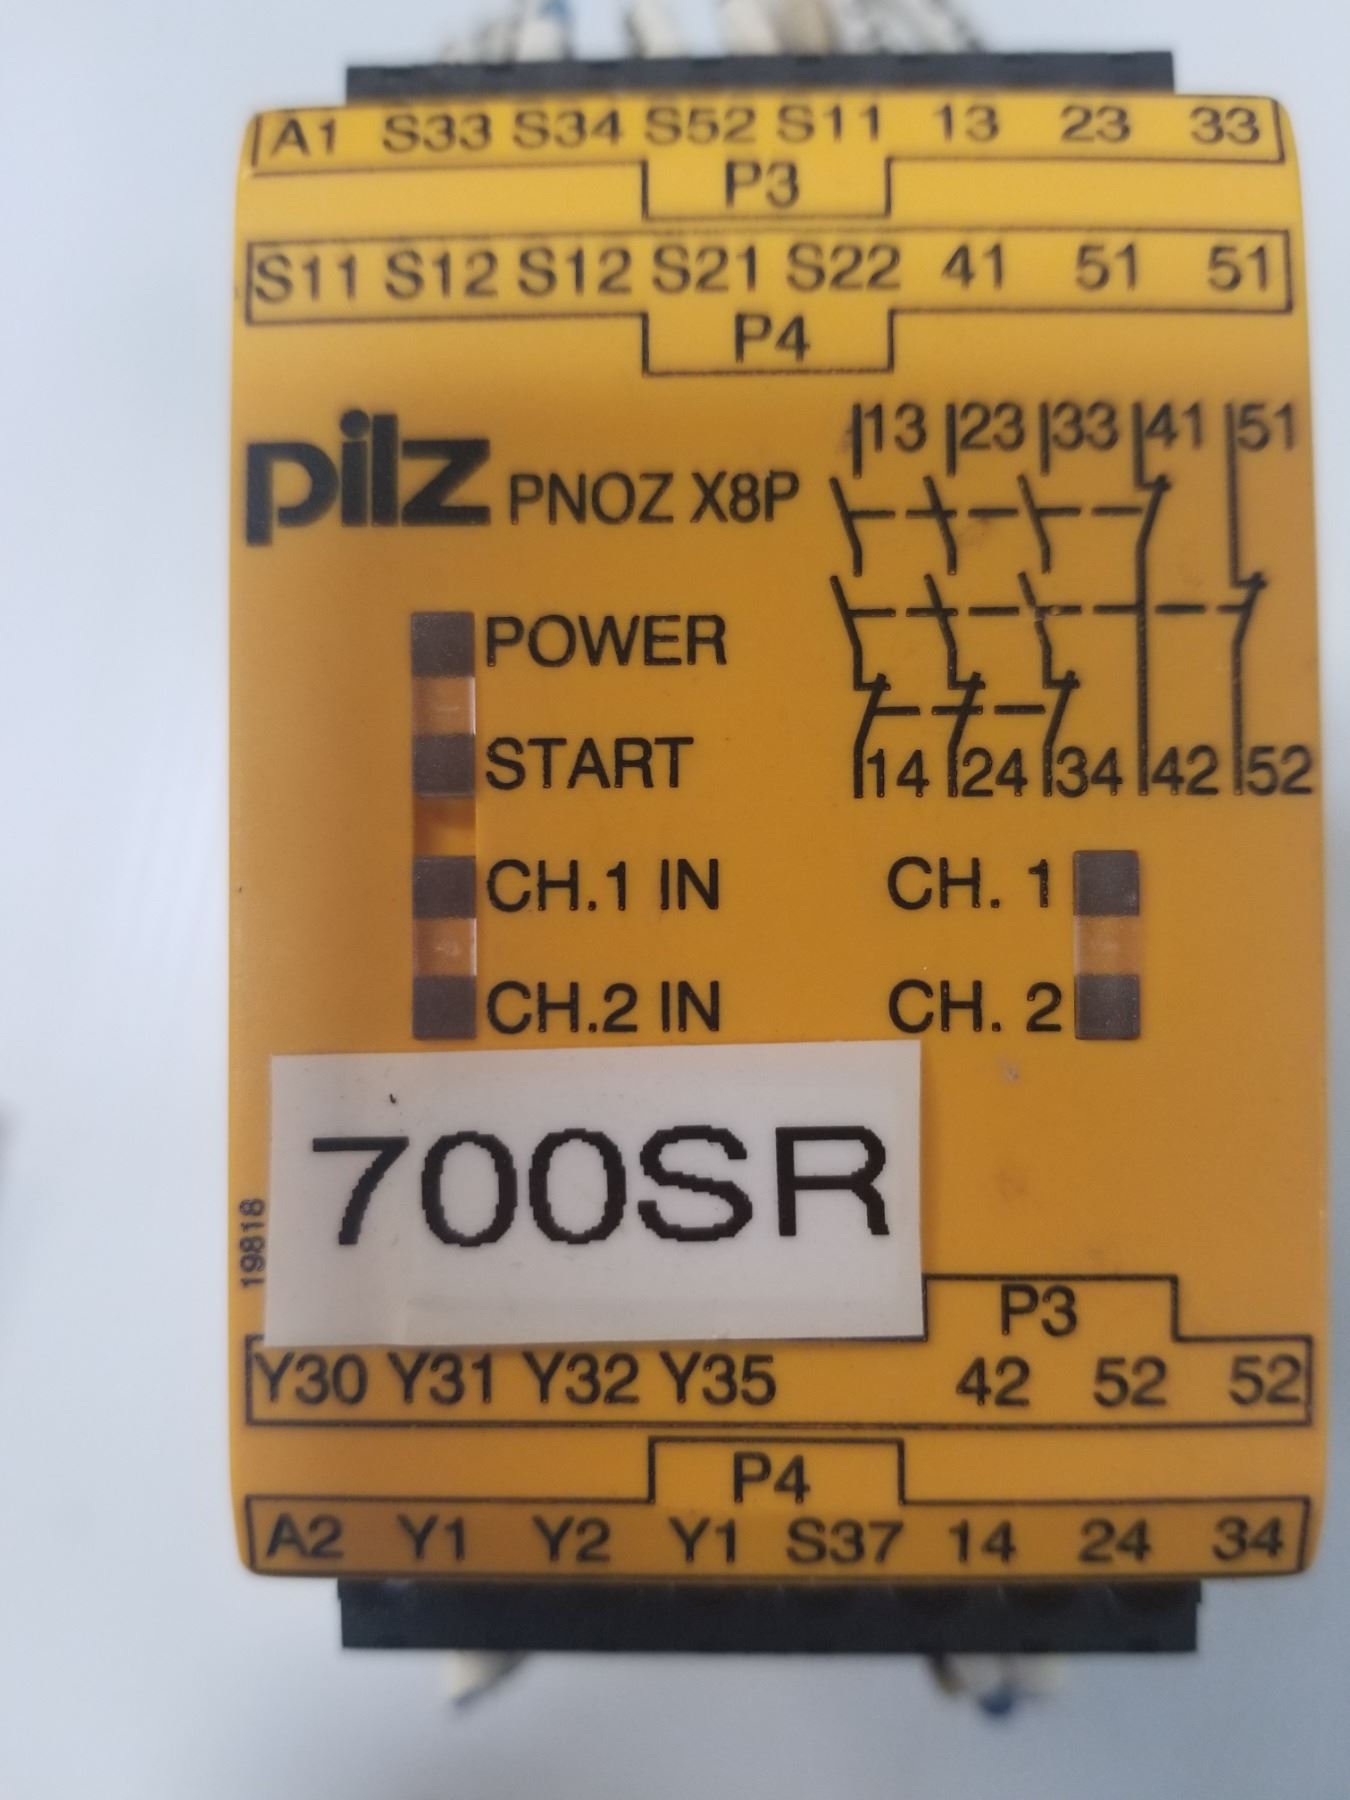 A1 S33 S34 S52 S11 13 23 33
P3
S11 S12 S12 S21 S22 41 51 51
P4
pilz PNOZ X8P
13 23 33 41 51
POWER
START
14 24 34 42 52
CH.1 IN CH. 1
CH.2 IN CH. 2
700SR
19818
P3
Y30 Y31 Y32 Y35 42 52 52
P4
A2 Y1 Y2 Y1 S37 14 24 34